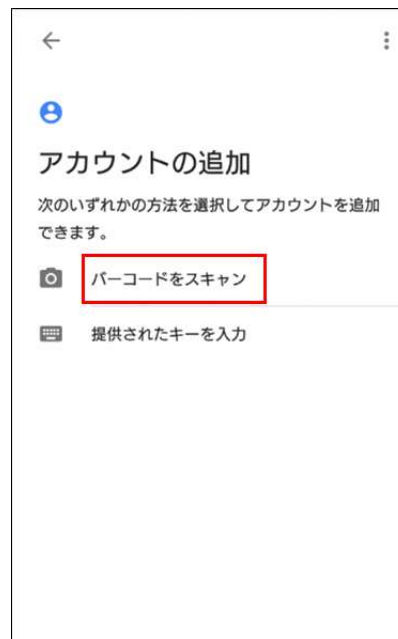 アカウントの追加
次のいずれかの方法を選択してアカウントを追加
できます。
バーコードをスキャン
提供されたキーを入力